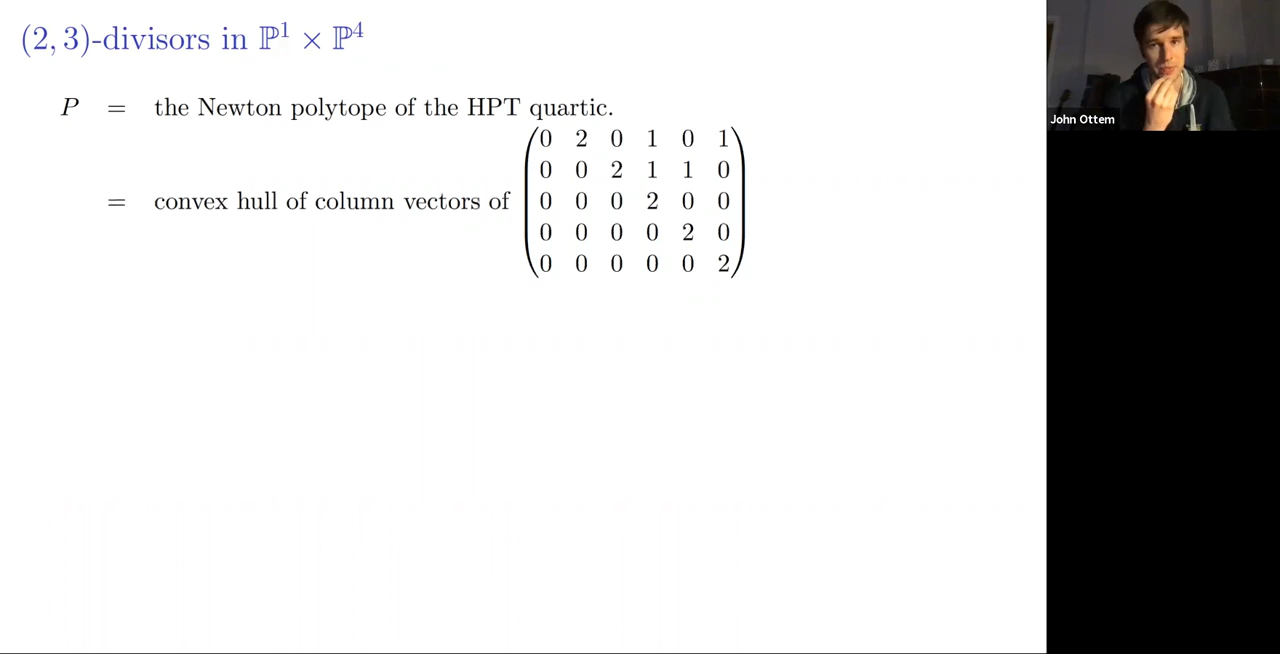 (2, 3)-divisors in ℙ¹ × ℙ⁴
P = the Newton polytope of the HPT quartic.
= convex hull of column vectors of
0 2 0 1 0 1
0 0 2 1 1 0
0 0 0 2 0 0
0 0 0 0 2 0
0 0 0 0 0 2
John Ottem